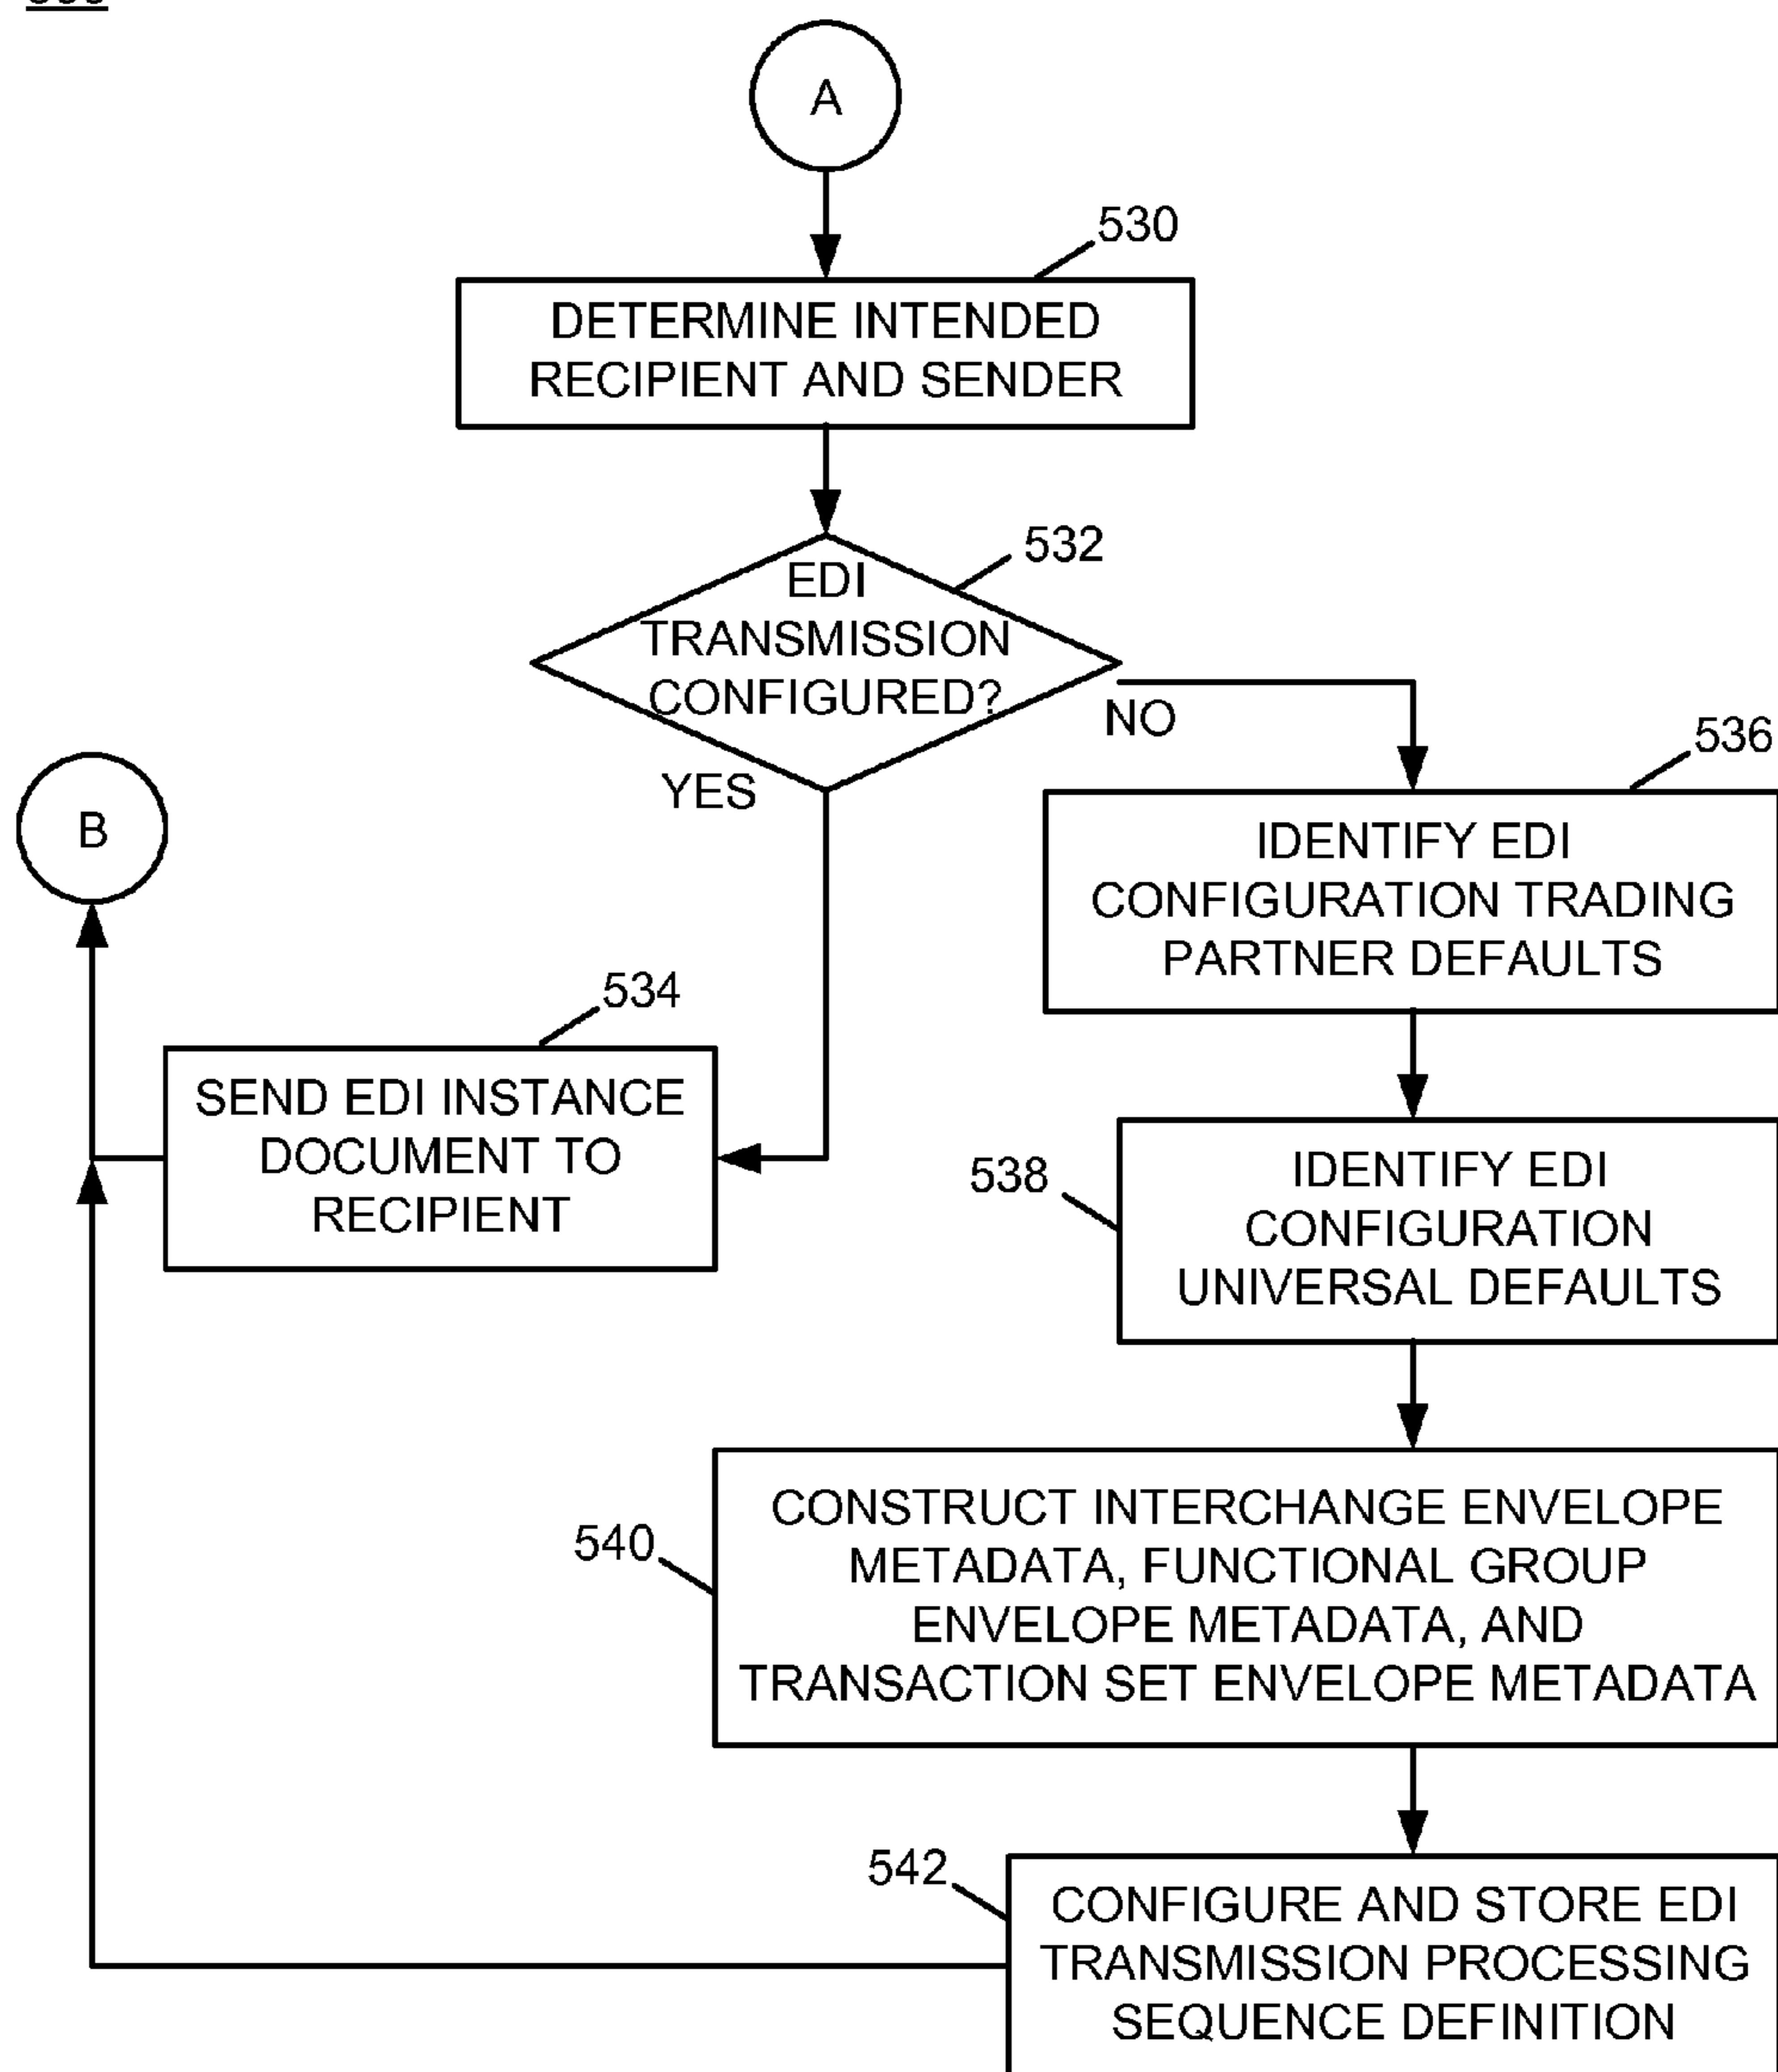 A
530
DETERMINE INTENDED
RECIPIENT AND SENDER
532
EDI
TRANSMISSION
CONFIGURED?
NO
YES
536
B
IDENTIFY EDI
CONFIGURATION TRADING
PARTNER DEFAULTS
534
SEND EDI INSTANCE
DOCUMENT TO
RECIPIENT
538
IDENTIFY EDI
CONFIGURATION
UNIVERSAL DEFAULTS
540
CONSTRUCT INTERCHANGE ENVELOPE
METADATA, FUNCTIONAL GROUP
ENVELOPE METADATA, AND
TRANSACTION SET ENVELOPE METADATA
542
CONFIGURE AND STORE EDI
TRANSMISSION PROCESSING
SEQUENCE DEFINITION